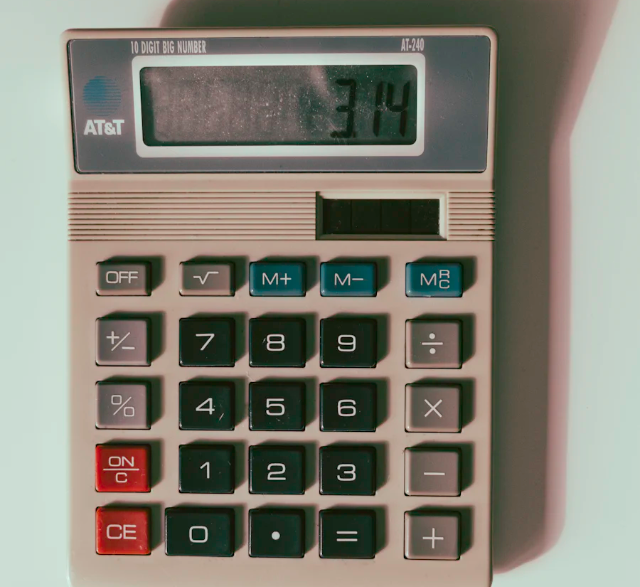 10 DIGIT BIG NUMBER AT-240
3.14
AT&T
OFF √ M+ M− MRC
+/− 7 8 9 ÷
% 4 5 6 ×
ON/C 1 2 3 −
CE 0 . = +